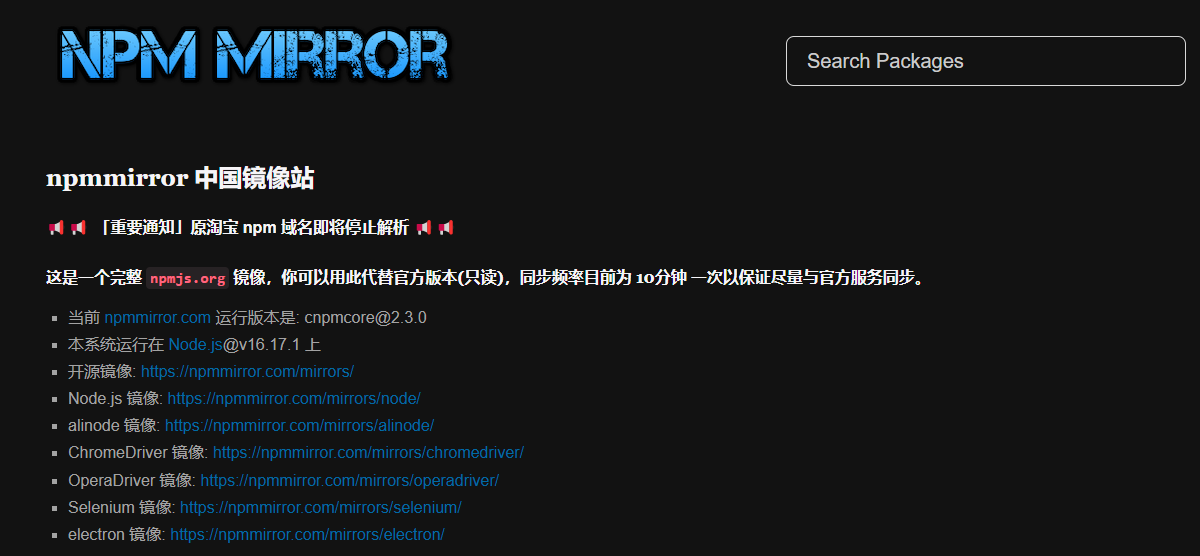 NPM MIRROR
Search Packages
npmmirror 中国镜像站
「重要通知」原淘宝 npm 域名即将停止解析
这是一个完整 npmjs.org 镜像，你可以用此代替官方版本(只读)，同步频率目前为 10分钟 一次以保证尽量与官方服务同步。
当前 npmmirror.com 运行版本是: cnpmcore@2.3.0
本系统运行在 Node.js@v16.17.1 上
开源镜像: https://npmmirror.com/mirrors/
Node.js 镜像: https://npmmirror.com/mirrors/node/
alinode 镜像: https://npmmirror.com/mirrors/alinode/
ChromeDriver 镜像: https://npmmirror.com/mirrors/chromedriver/
OperaDriver 镜像: https://npmmirror.com/mirrors/operadriver/
Selenium 镜像: https://npmmirror.com/mirrors/selenium/
electron 镜像: https://npmmirror.com/mirrors/electron/